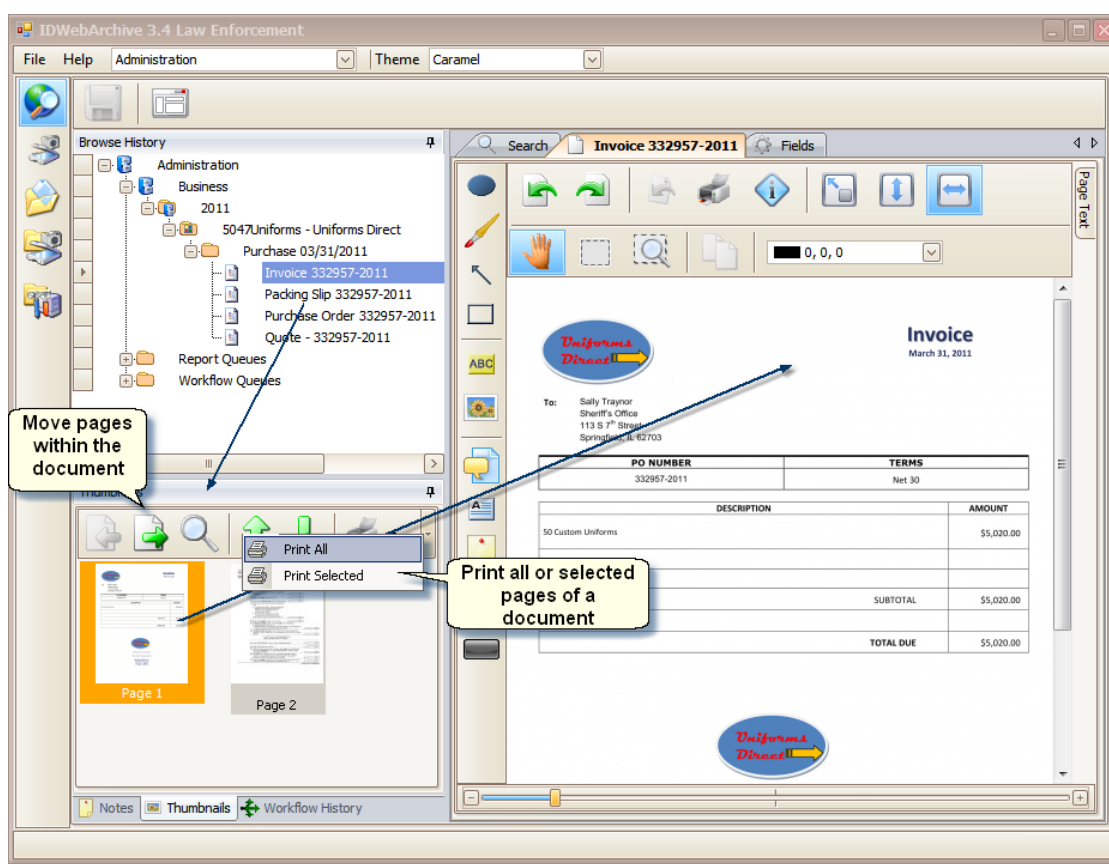 IDWebArchive 3.4 Law Enforcement
File Help Administration Theme Caramel
Browse History
Administration
Business
2011
5047Uniforms - Uniforms Direct
Purchase 03/31/2011
Invoice 332957-2011
Packing Slip 332957-2011
Purchase Order 332957-2011
Quote - 332957-2011
Report Queues
Workflow Queues
Move pages
within the
document
Thumbnails
Print All
Print Selected
Print all or selected
pages of a
document
Page 1
Page 2
Notes Thumbnails Workflow History
Search Invoice 332957-2011 Fields
Page Text
0, 0, 0
ABC
A
Uniforms
Direct
Invoice
March 31, 2011
To: Sally Traynor
Sheriff's Office
113 S 7th Street
Springfield, IL 62703
PO NUMBER TERMS
332957-2011 Net 30
DESCRIPTION AMOUNT
50 Custom Uniforms $5,020.00
SUBTOTAL $5,020.00
TOTAL DUE $5,020.00
Uniforms
Direct